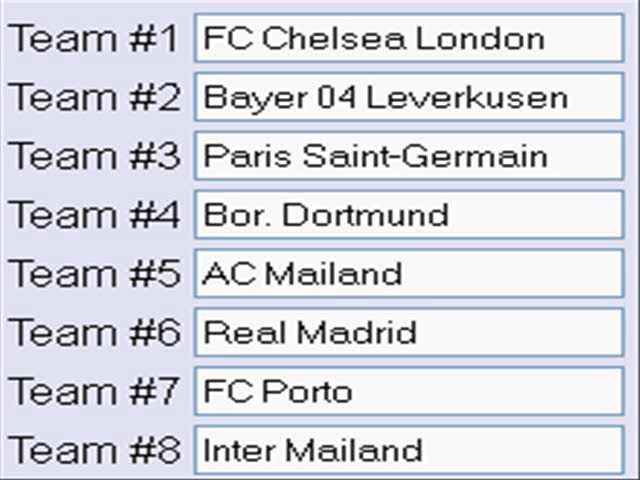 Team #1 FC Chelsea London
Team #2 Bayer 04 Leverkusen
Team #3 Paris Saint-Germain
Team #4 Bor. Dortmund
Team #5 AC Mailand
Team #6 Real Madrid
Team #7 FC Porto
Team #8 Inter Mailand